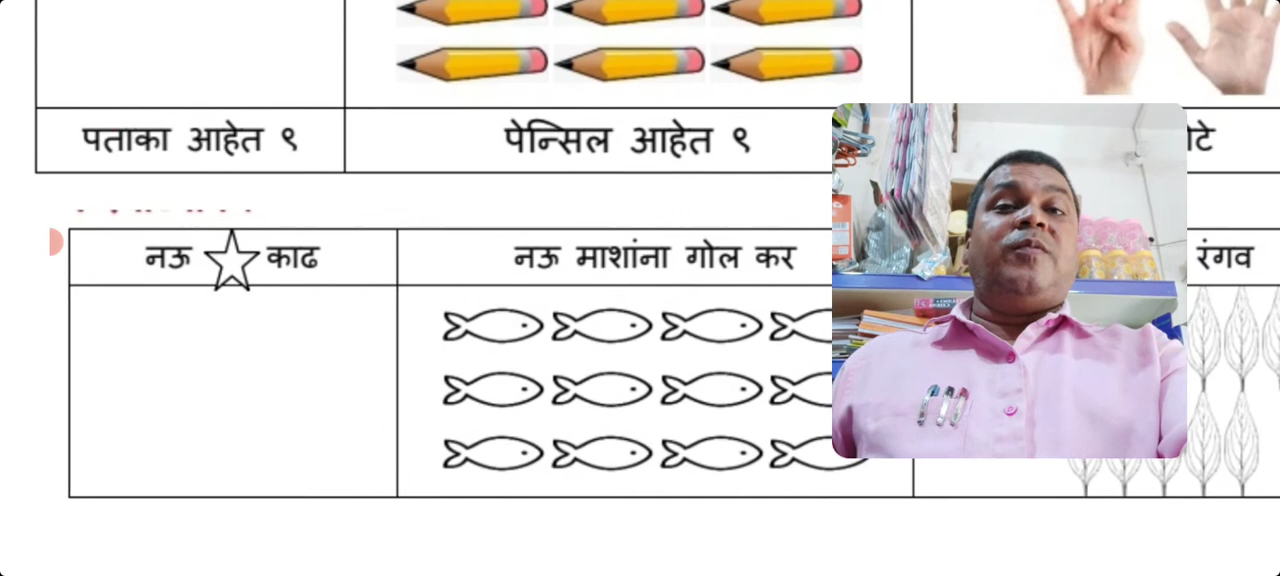 पताका आहेत ९
पेन्सिल आहेत ९
नऊ काढ
नऊ माशांना गोल कर
रंगव